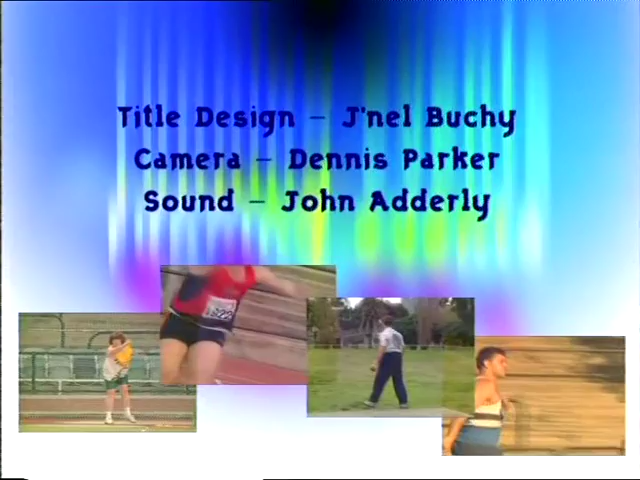 Title Design – J'nel Buchy
Camera – Dennis Parker
Sound – John Adderly